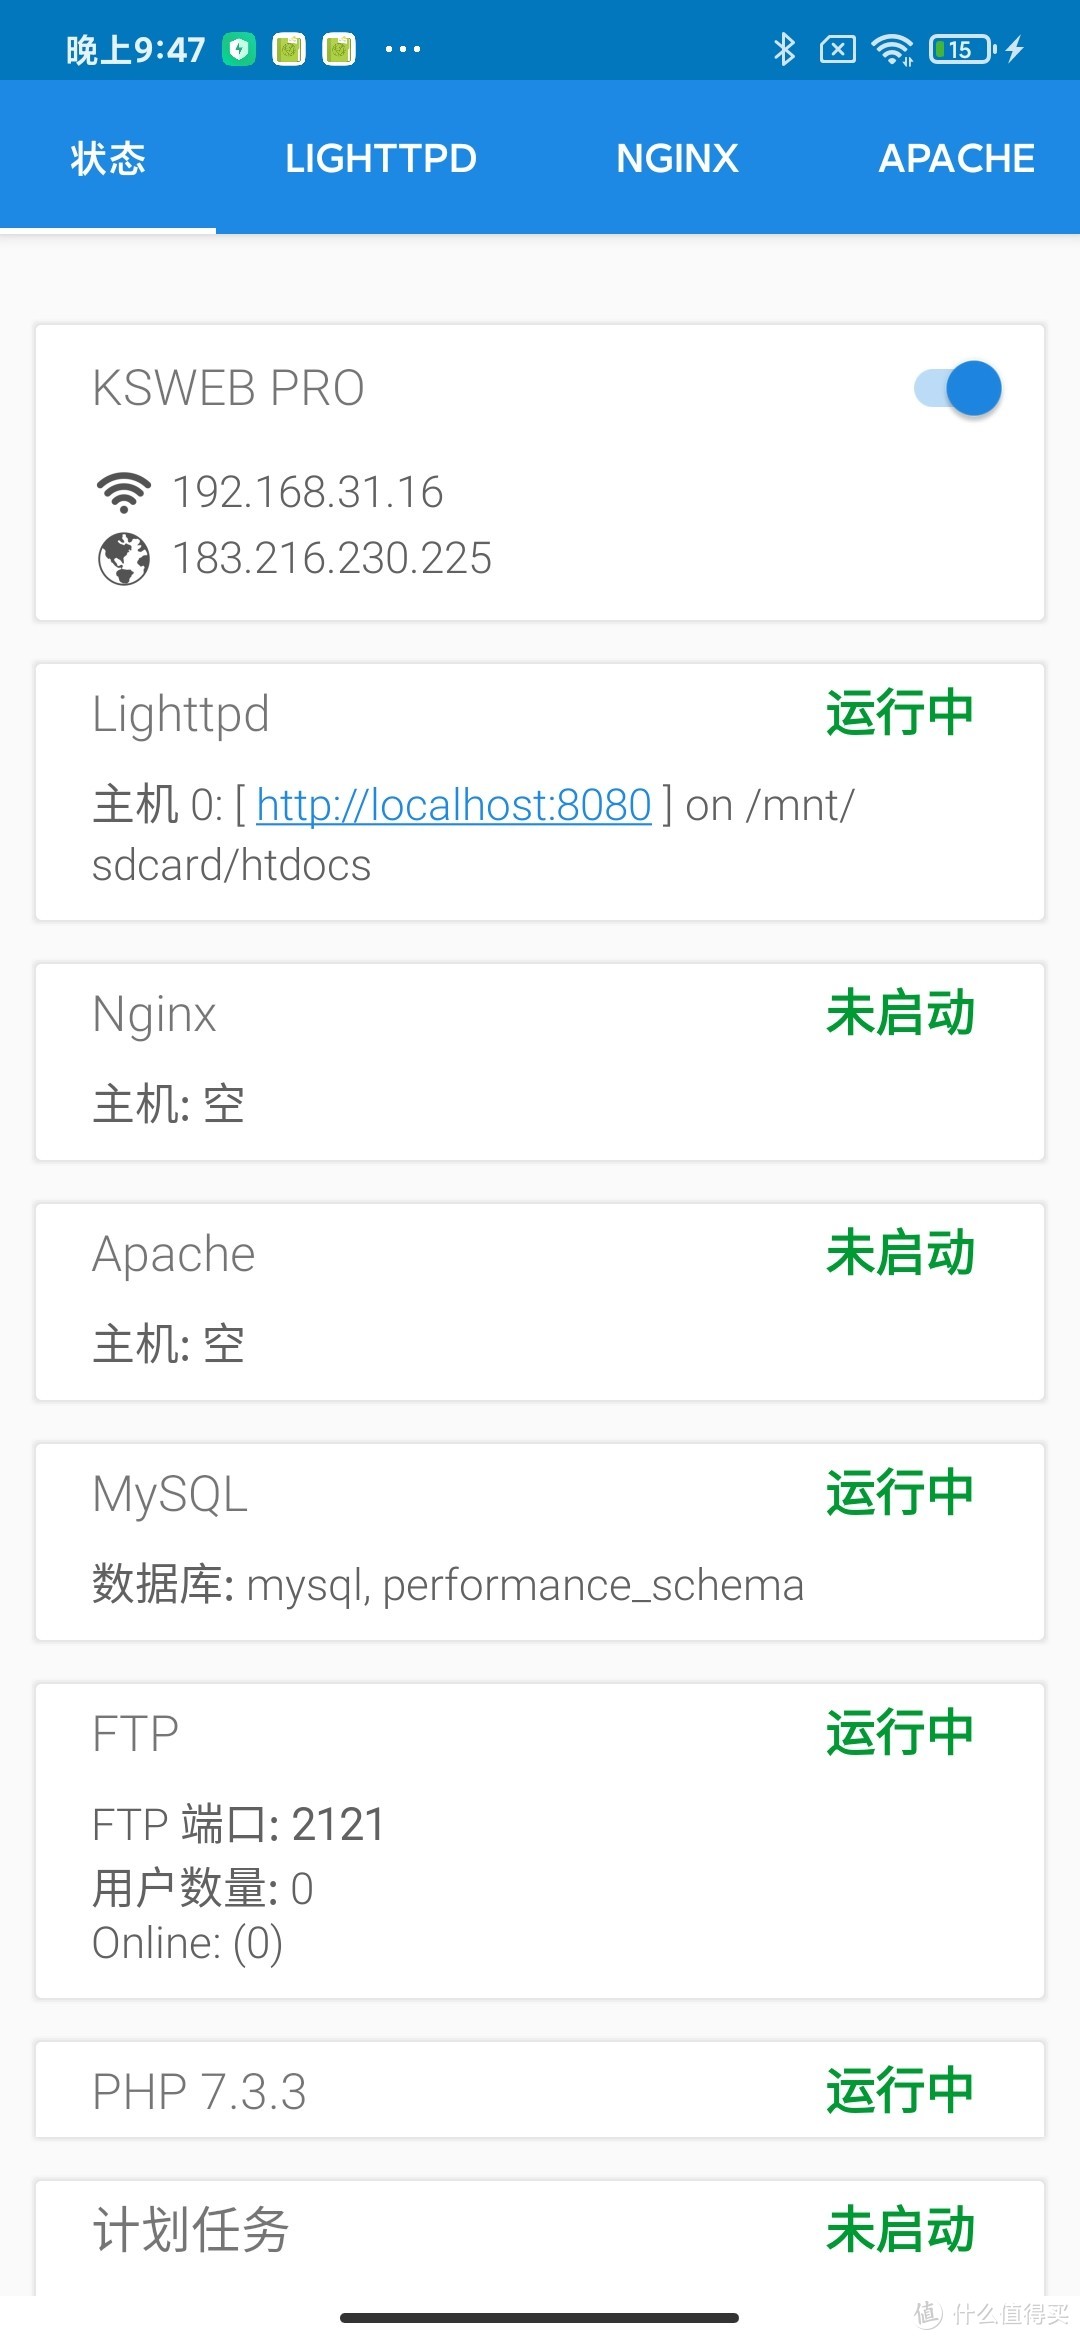 晚上9:47
15
状态 LIGHTTPD NGINX APACHE
KSWEB PRO
192.168.31.16
183.216.230.225
Lighttpd 运行中
主机 0: [ http://localhost:8080 ] on /mnt/
sdcard/htdocs
Nginx 未启动
主机: 空
Apache 未启动
主机: 空
MySQL 运行中
数据库: mysql, performance_schema
FTP 运行中
FTP 端口: 2121
用户数量: 0
Online: (0)
PHP 7.3.3 运行中
计划任务 未启动
值 什么值得买